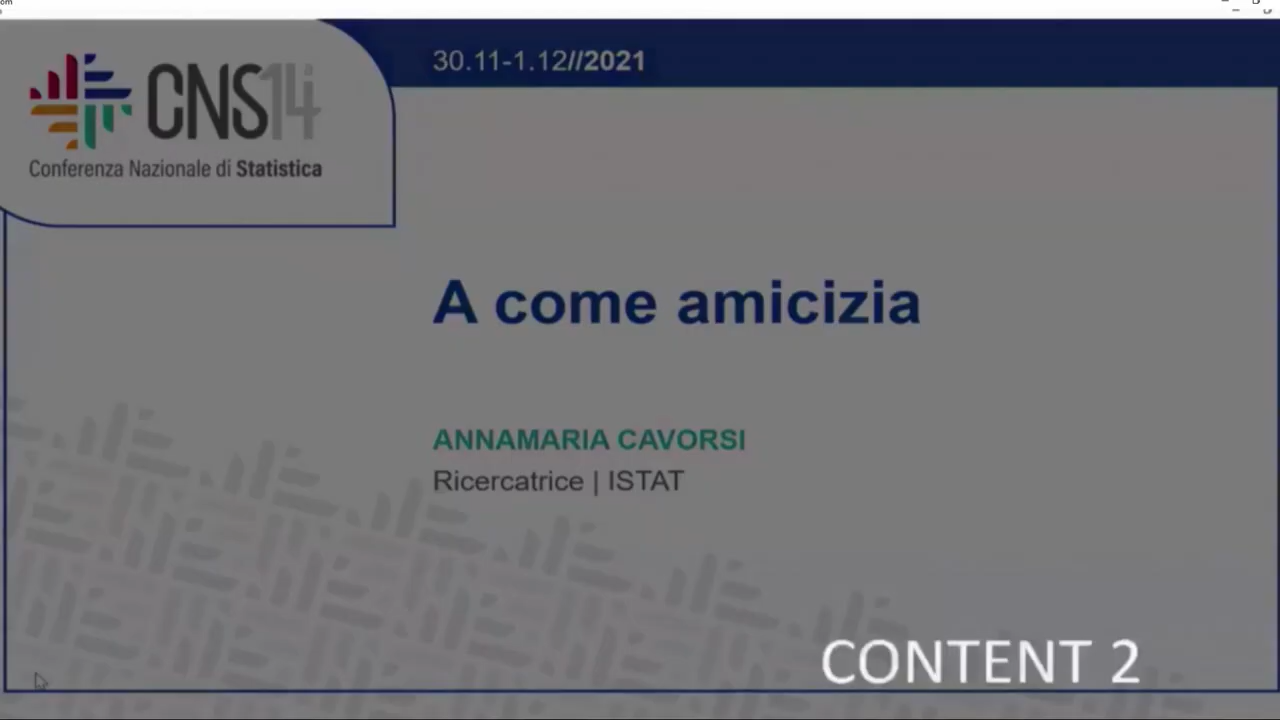 30.11-1.12//2021
CNS14
Conferenza Nazionale di Statistica
A come amicizia
ANNAMARIA CAVORSI
Ricercatrice | ISTAT
CONTENT 2